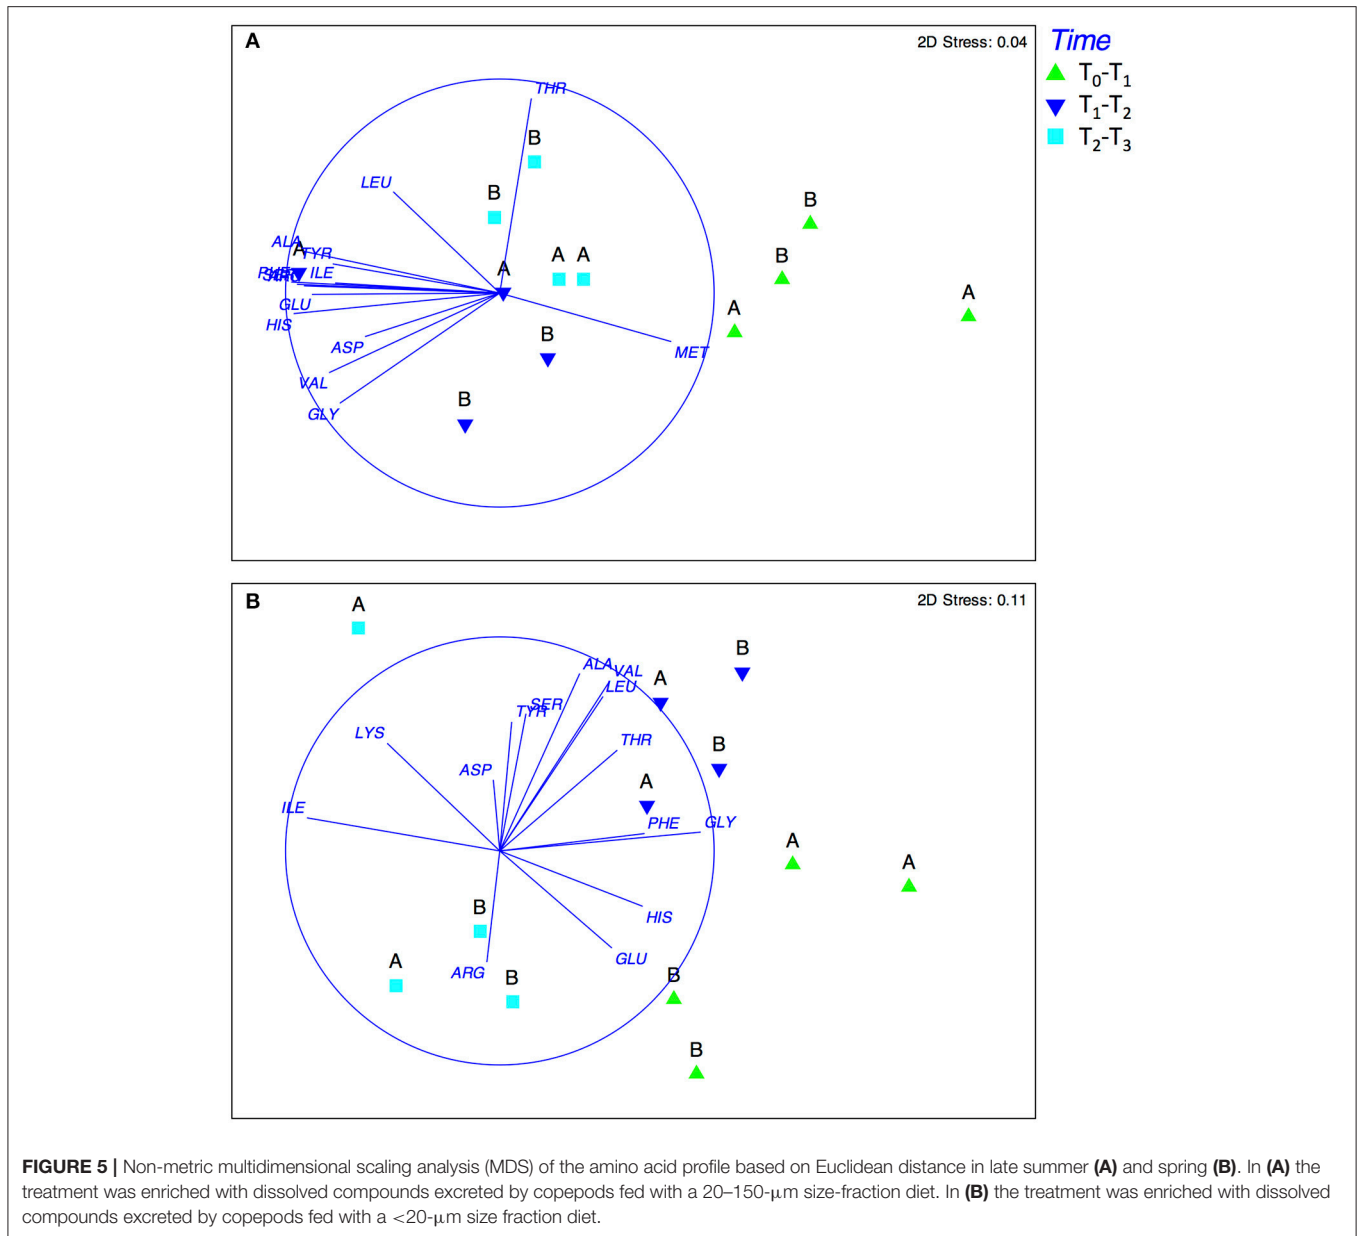 A
2D Stress: 0.04
Time
T0-T1
T1-T2
T2-T3
THR
B
B
LEU
B
B
ALA
A
TYR
A
A
A
ILE
GLU
HIS
A
A
B
ASP
MET
VAL
B
GLY
B
2D Stress: 0.11
A
B
ALA
VAL
A
LEU
SER
TYR
LYS
THR
B
ASP
A
ILE
PHE
GLY
A
A
B
HIS
A
ARG
B
GLU
B
B
FIGURE 5 | Non-metric multidimensional scaling analysis (MDS) of the amino acid profile based on Euclidean distance in late summer (A) and spring (B). In (A) the
treatment was enriched with dissolved compounds excreted by copepods fed with a 20–150-μm size-fraction diet. In (B) the treatment was enriched with dissolved
compounds excreted by copepods fed with a <20-μm size fraction diet.